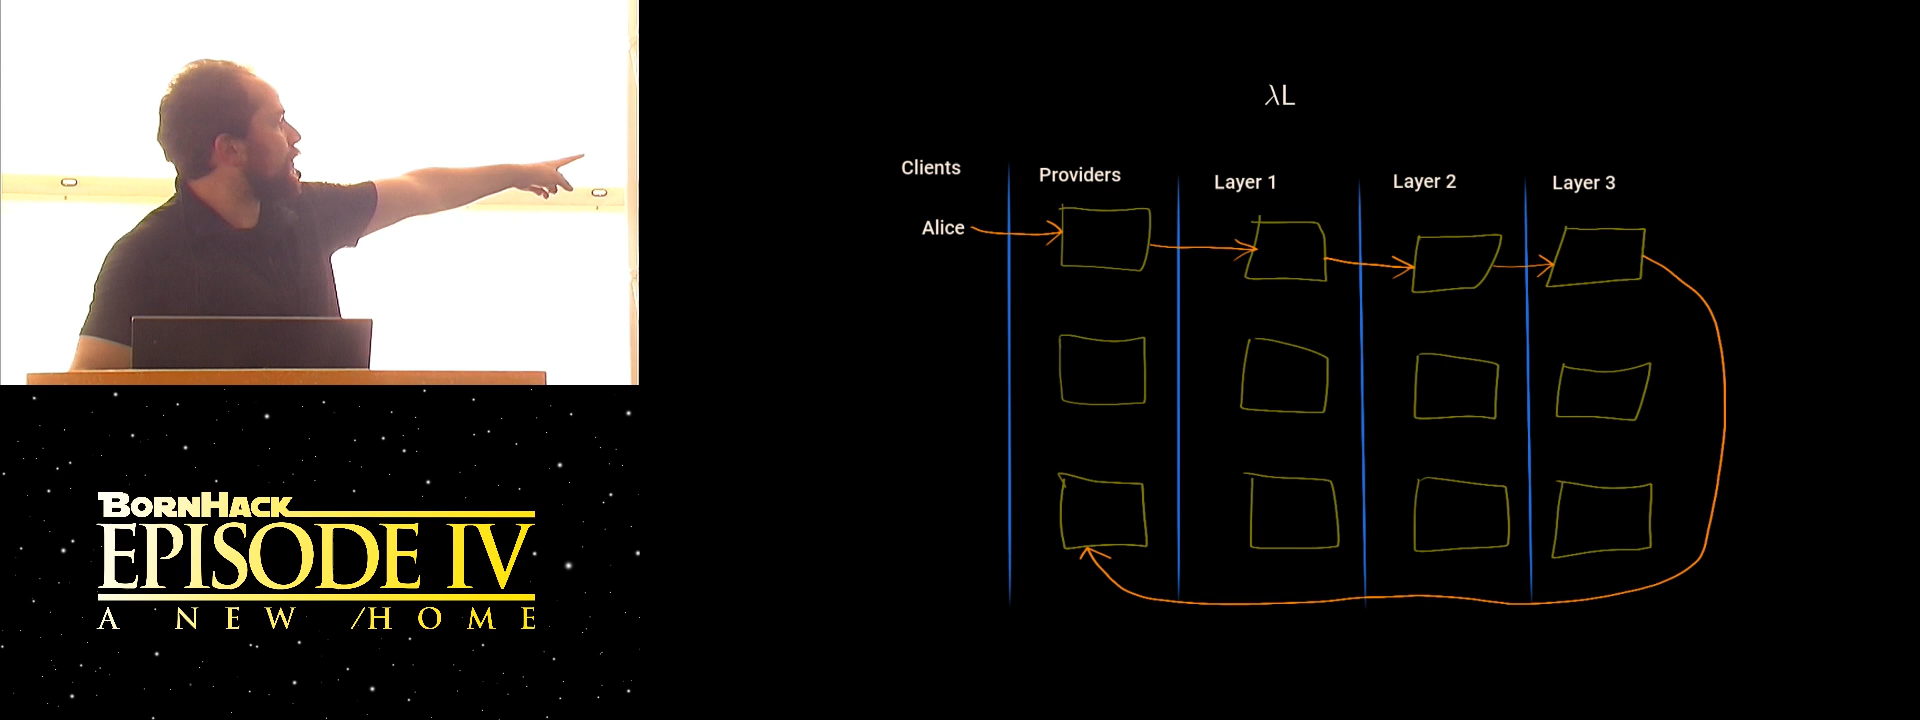 λL
Clients
Providers
Layer 1
Layer 2
Layer 3
Alice
BORNHACK
EPISODE IV
A NEW /HOME